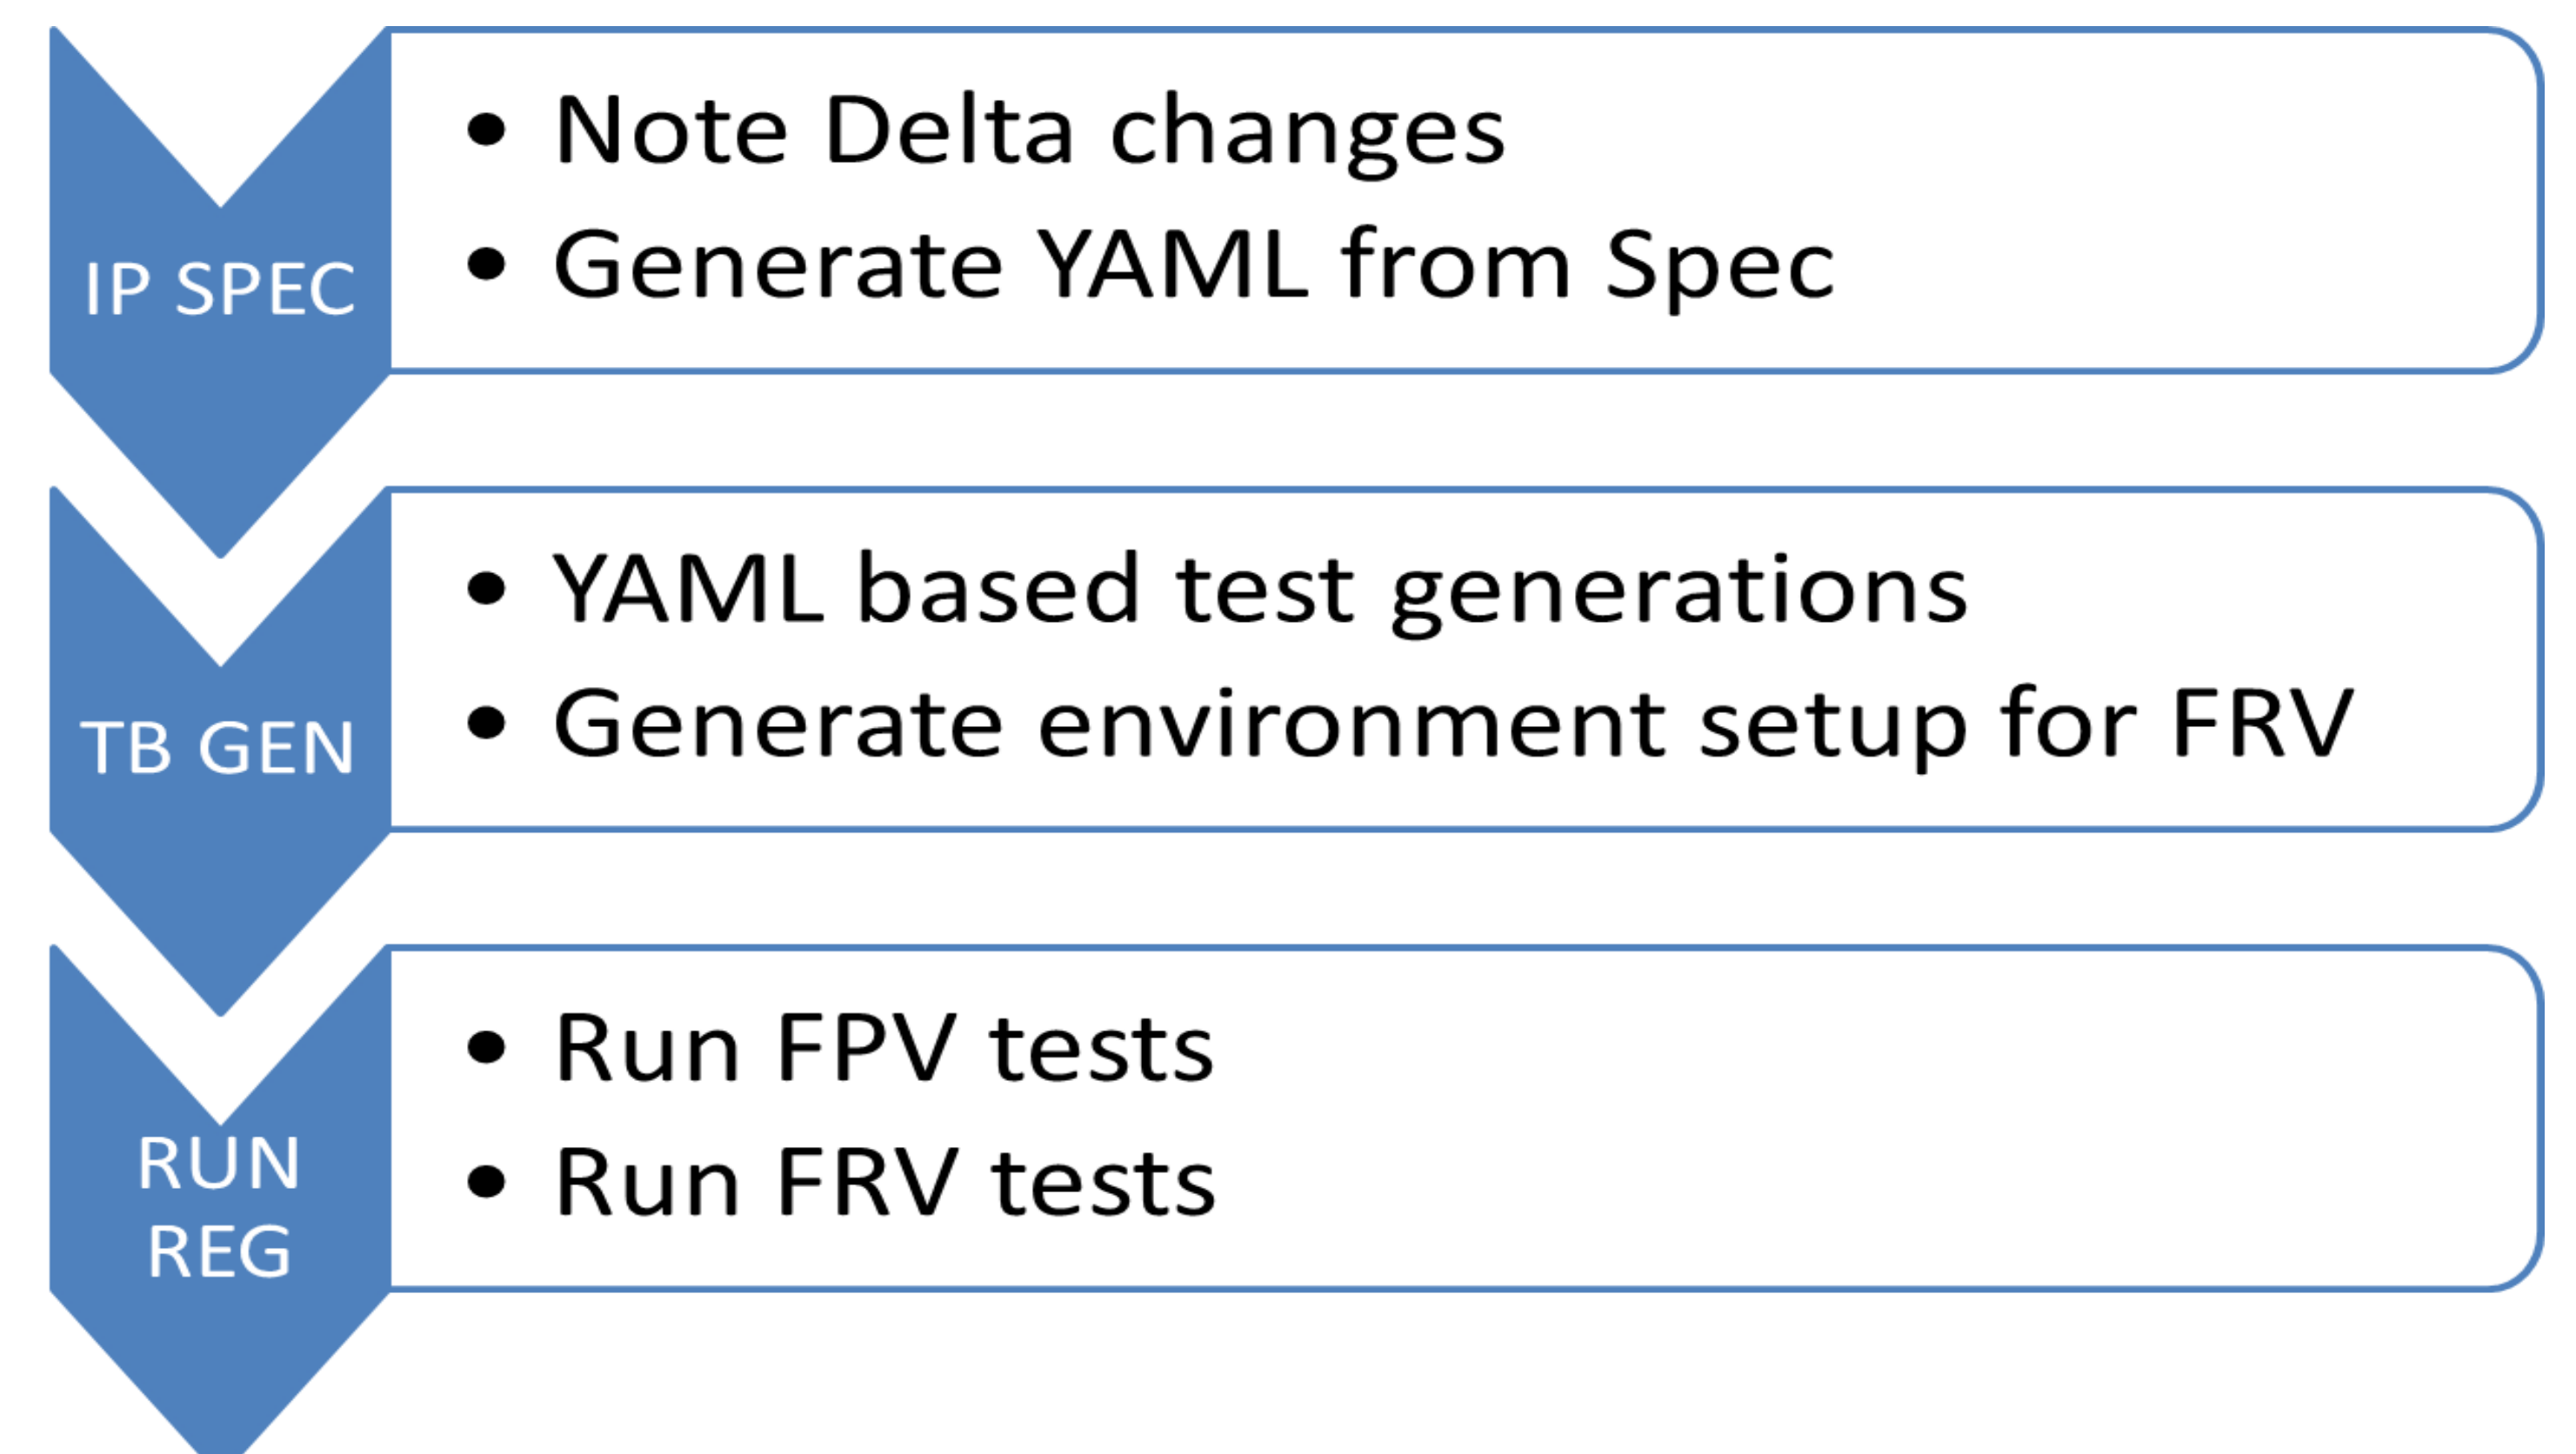 IP SPEC
• Note Delta changes
• Generate YAML from Spec
TB GEN
• YAML based test generations
• Generate environment setup for FRV
RUN
REG
• Run FPV tests
• Run FRV tests